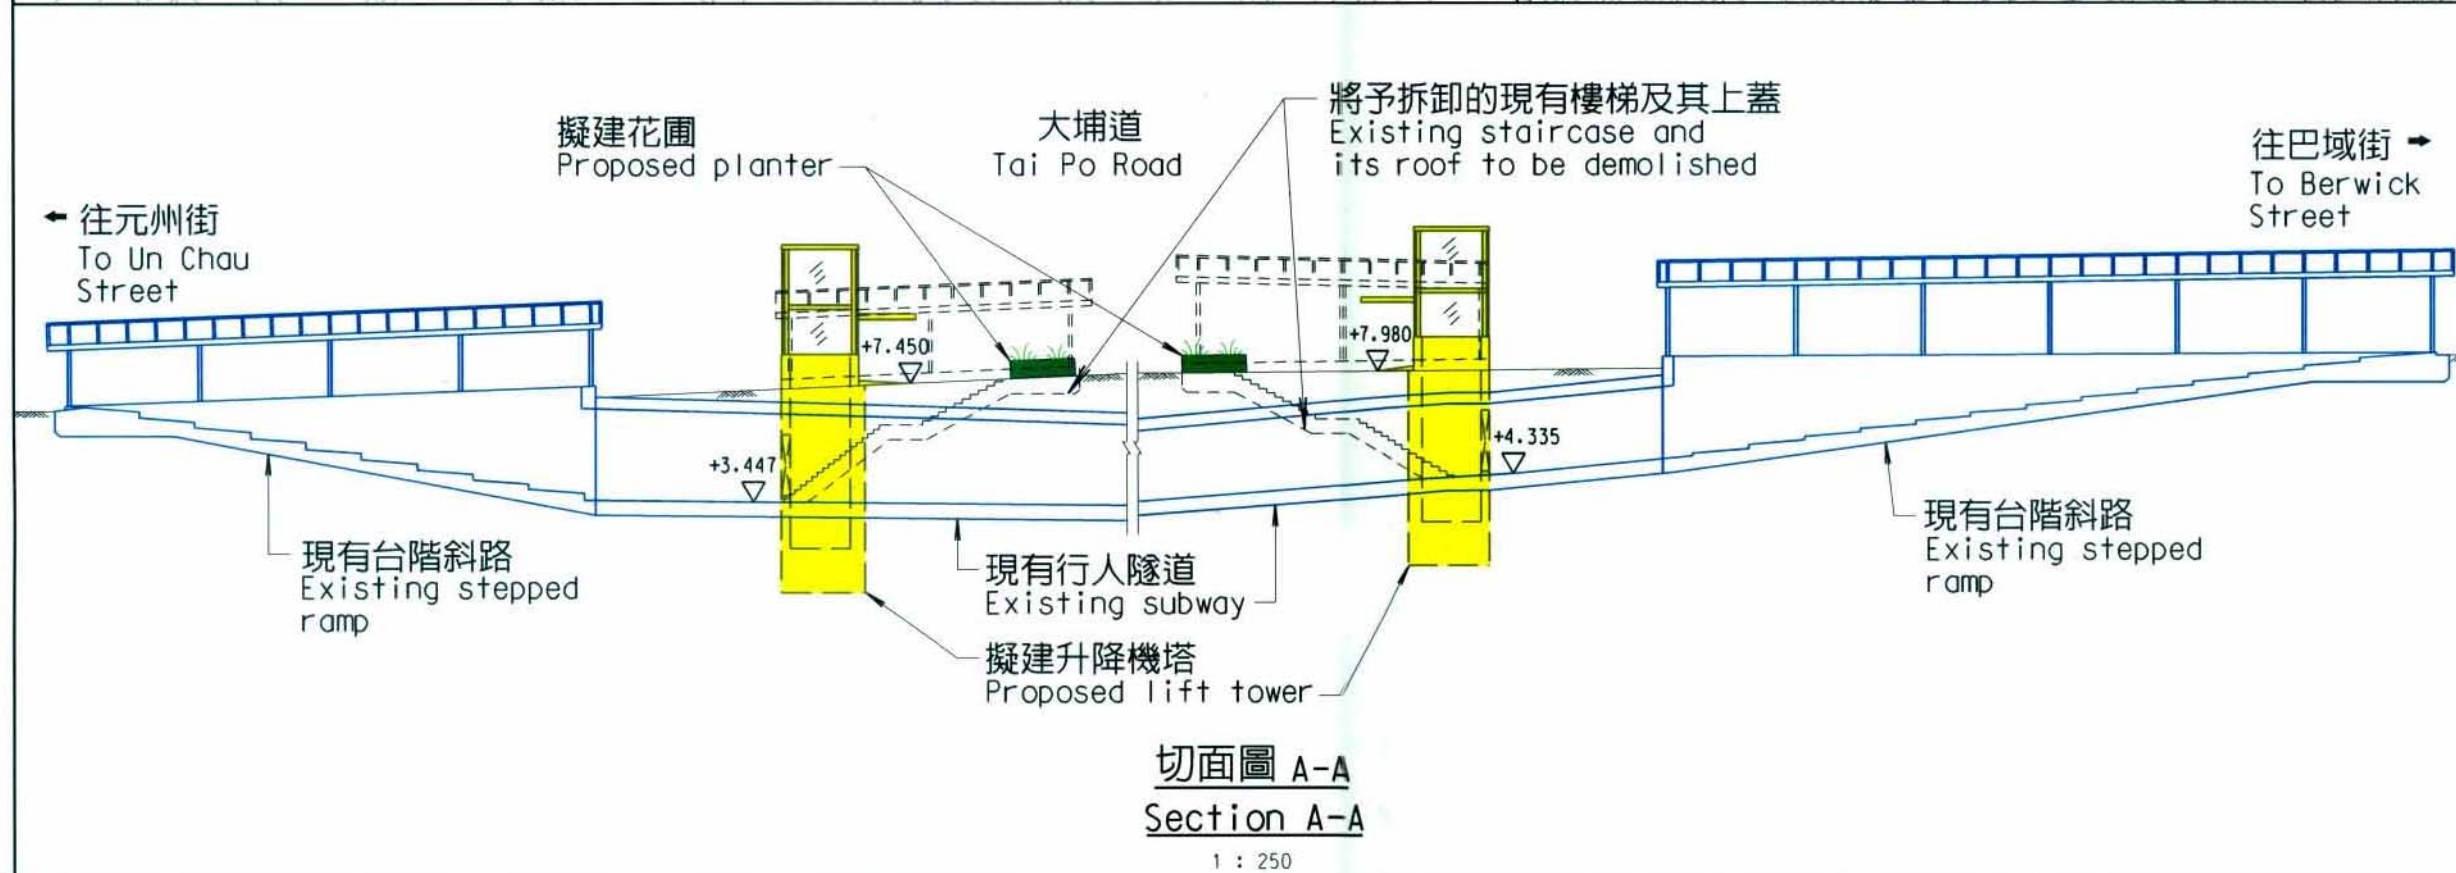 擬建花圃
Proposed planter
大埔道
Tai Po Road
將予拆卸的現有樓梯及其上蓋
Existing staircase and
its roof to be demolished
往巴域街 →
To Berwick
Street
← 往元州街
To Un Chau
Street
+7.450
+7.980
+3.447
+4.335
現有台階斜路
Existing stepped
ramp
現有行人隧道
Existing subway
現有台階斜路
Existing stepped
ramp
擬建升降機塔
Proposed lift tower
切面圖 A-A
Section A-A
1 : 250